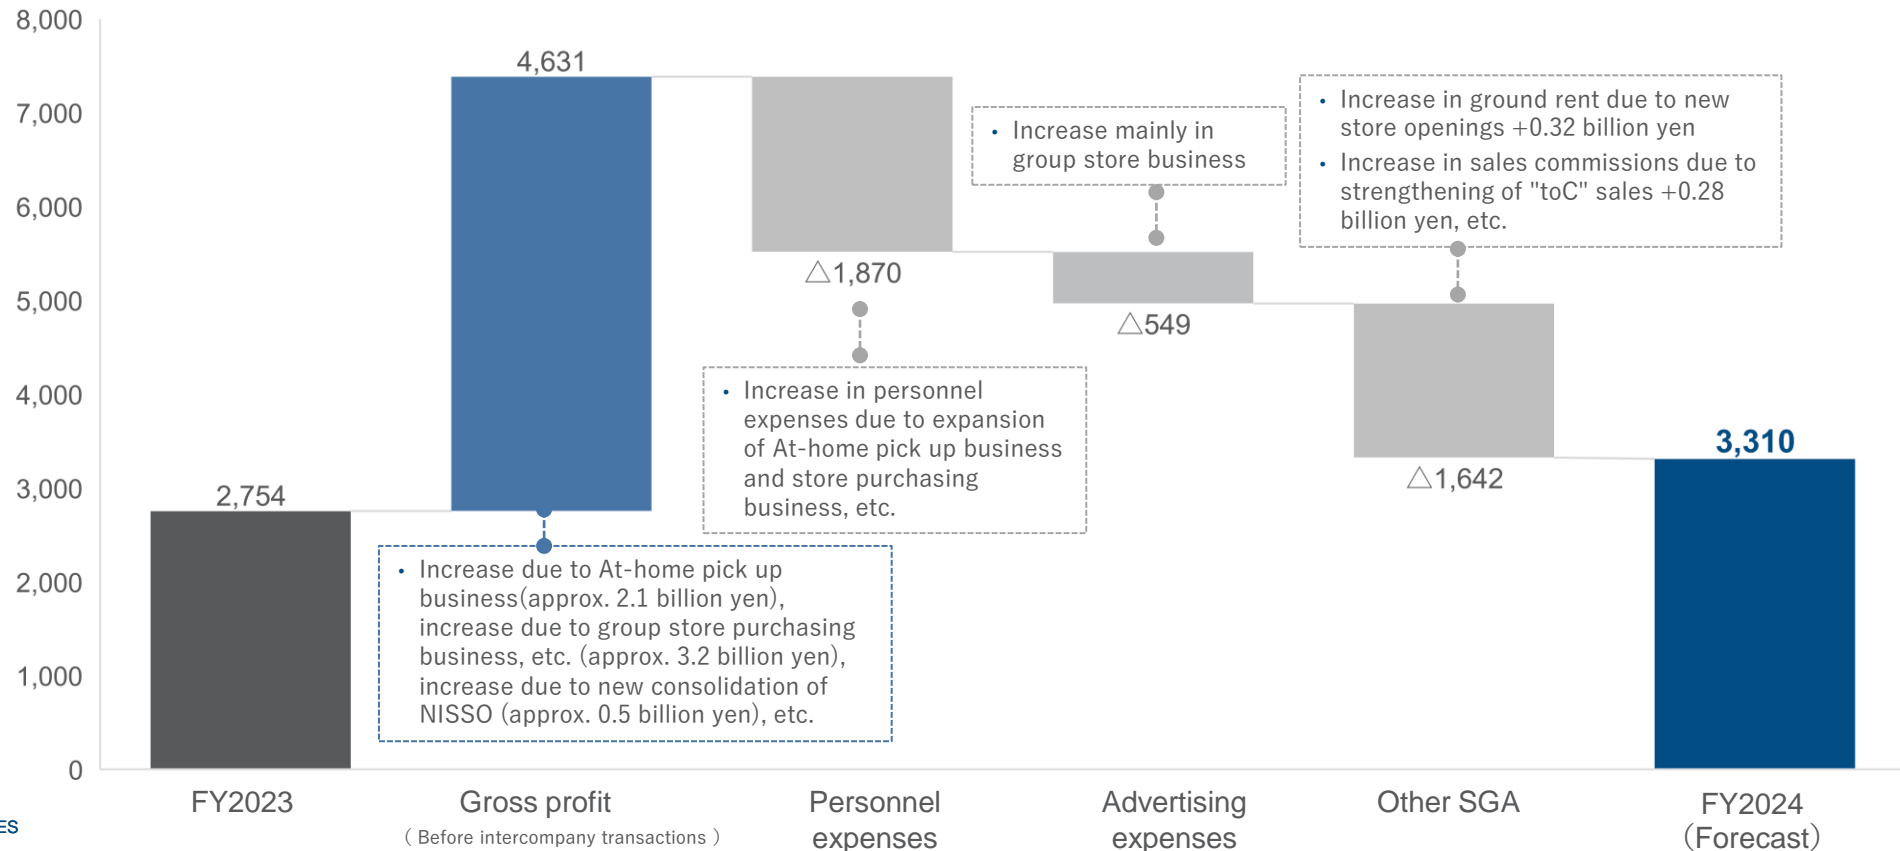 8,000
7,000
6,000
5,000
4,000
3,000
2,000
1,000
0
2,754
4,631
△1,870
△549
△1,642
3,310
• Increase due to At-home pick up
business(approx. 2.1 billion yen),
increase due to group store purchasing
business, etc. (approx. 3.2 billion yen),
increase due to new consolidation of
NISSO (approx. 0.5 billion yen), etc.
• Increase in personnel
expenses due to expansion
of At-home pick up business
and store purchasing
business, etc.
• Increase mainly in
group store business
• Increase in ground rent due to new
store openings +0.32 billion yen
• Increase in sales commissions due to
strengthening of "toC" sales +0.28
billion yen, etc.
FY2023
Gross profit
( Before intercompany transactions )
Personnel
expenses
Advertising
expenses
Other SGA
FY2024
(Forecast)
ES